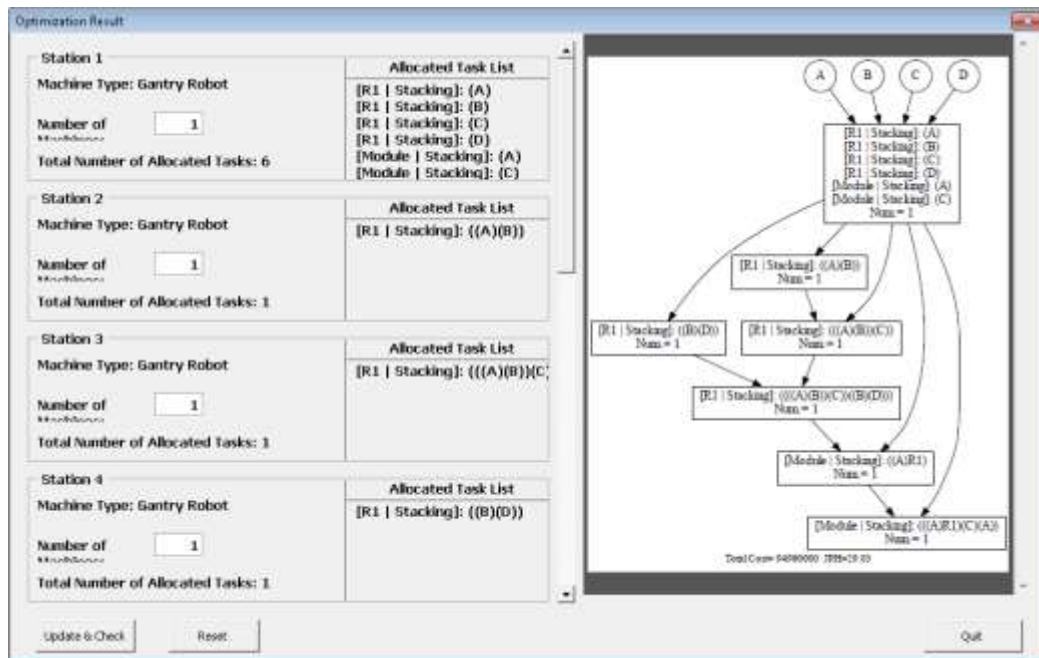 Optimization Result
Station 1
Machine Type: Gantry Robot
Number of
1
Total Number of Allocated Tasks: 6
Allocated Task List
[R1 | Stacking]: (A)
[R1 | Stacking]: (B)
[R1 | Stacking]: (C)
[R1 | Stacking]: (D)
[Module | Stacking]: (A)
[Module | Stacking]: (C)
Station 2
Machine Type: Gantry Robot
Number of
1
Total Number of Allocated Tasks: 1
Allocated Task List
[R1 | Stacking]: ((A)(B))
Station 3
Machine Type: Gantry Robot
Number of
1
Total Number of Allocated Tasks: 1
Allocated Task List
[R1 | Stacking]: (((A)(B))(C)
Station 4
Machine Type: Gantry Robot
Number of
1
Total Number of Allocated Tasks: 1
Allocated Task List
[R1 | Stacking]: ((B)(D))
Update & Check
Reset
Quit
A
B
C
D
[R1 | Stacking]: (A)
[R1 | Stacking]: (B)
[R1 | Stacking]: (C)
[R1 | Stacking]: (D)
[Module | Stacking]: (A)
[Module | Stacking]: (C)
Num = 1
[R1 | Stacking]: ((A)(B))
Num = 1
[R1 | Stacking]: ((B)(D))
Num = 1
[R1 | Stacking]: (((A)(B))(C))
Num = 1
[R1 | Stacking]: ((((A)(B))(C))((B)(D)))
Num = 1
[Module | Stacking]: ((A)R1)
Num = 1
[Module | Stacking]: (((A)R1)(C)(A))
Num = 1
Total Cost=